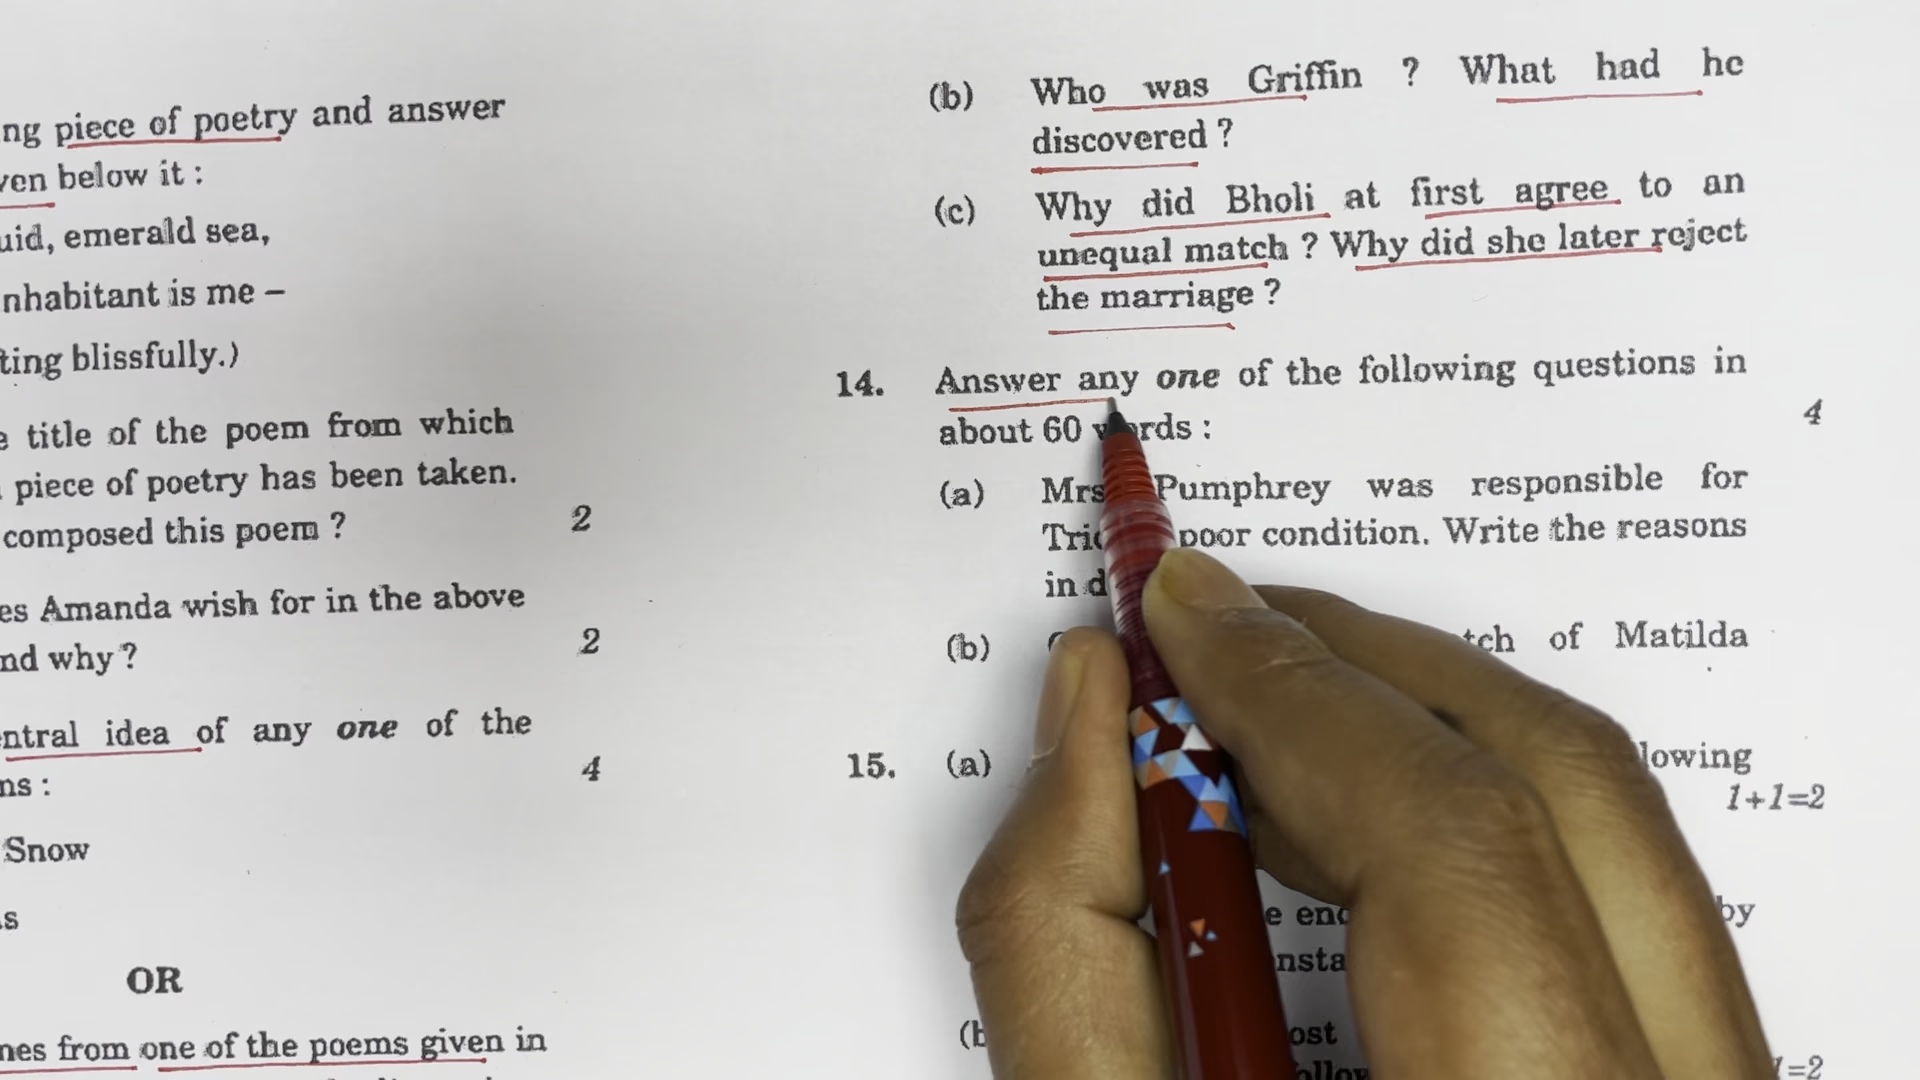 ng piece of poetry and answer
ven below it :
uid, emerald sea,
nhabitant is me –
ting blissfully.)
e title of the poem from which
piece of poetry has been taken.
composed this poem ?
2
es Amanda wish for in the above
nd why ?
2
ntral idea of any one of the
ns :
4
Snow
s
OR
nes from one of the poems given in
(b) Who was Griffin ? What had he
discovered ?
(c) Why did Bholi at first agree to an
unequal match ? Why did she later reject
the marriage ?
14. Answer any one of the following questions in
about 60 words :
4
(a) Mrs Pumphrey was responsible for
poor condition. Write the reasons
in d
(b) tch of Matilda
15. (a) lowing
1+1=2
e enc by
nsta
(b ost
follow
1=2